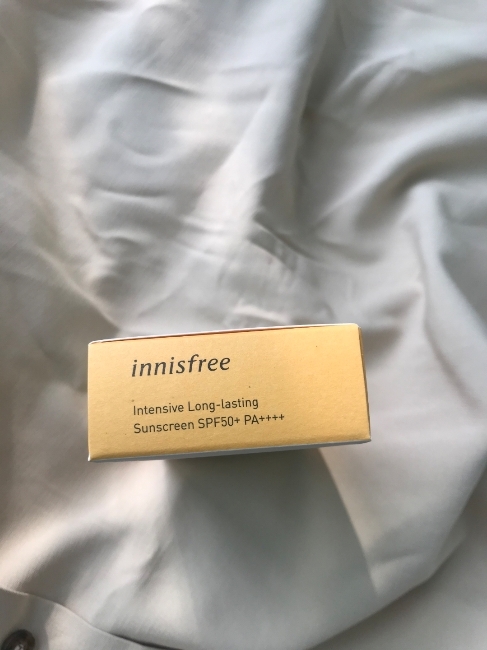 innisfree
Intensive Long-lasting
Sunscreen SPF50+ PA++++